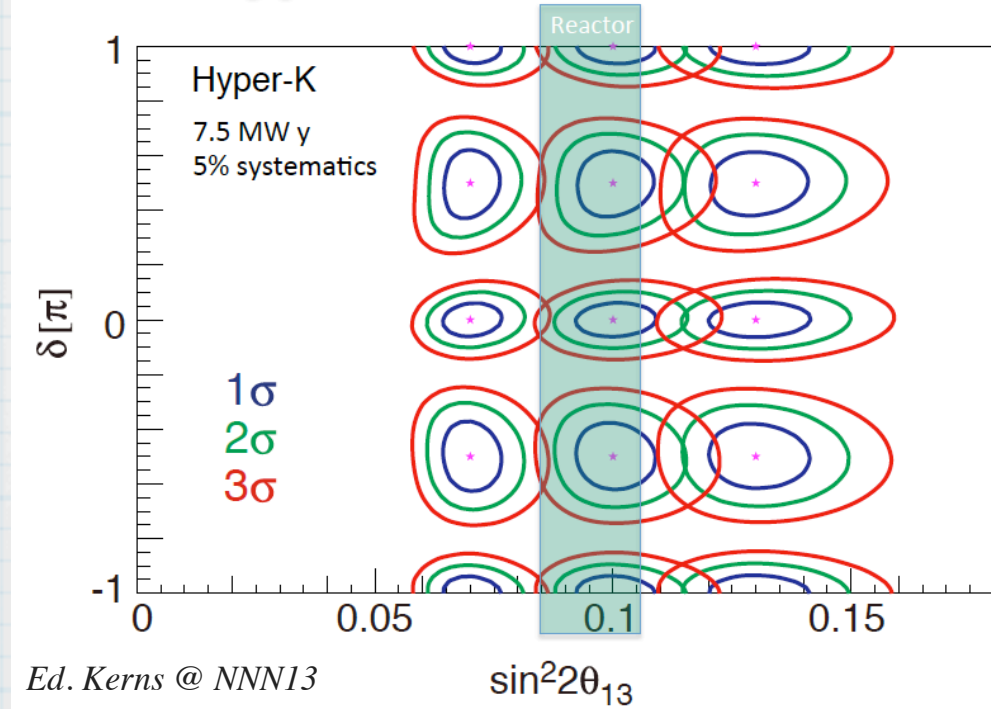 Reactor
1
Hyper-K
7.5 MW y
5% systematics
δ[π]
0
1σ
2σ
3σ
-1
0 0.05 0.1 0.15
Ed. Kerns @ NNN13
sin²2θ₁₃